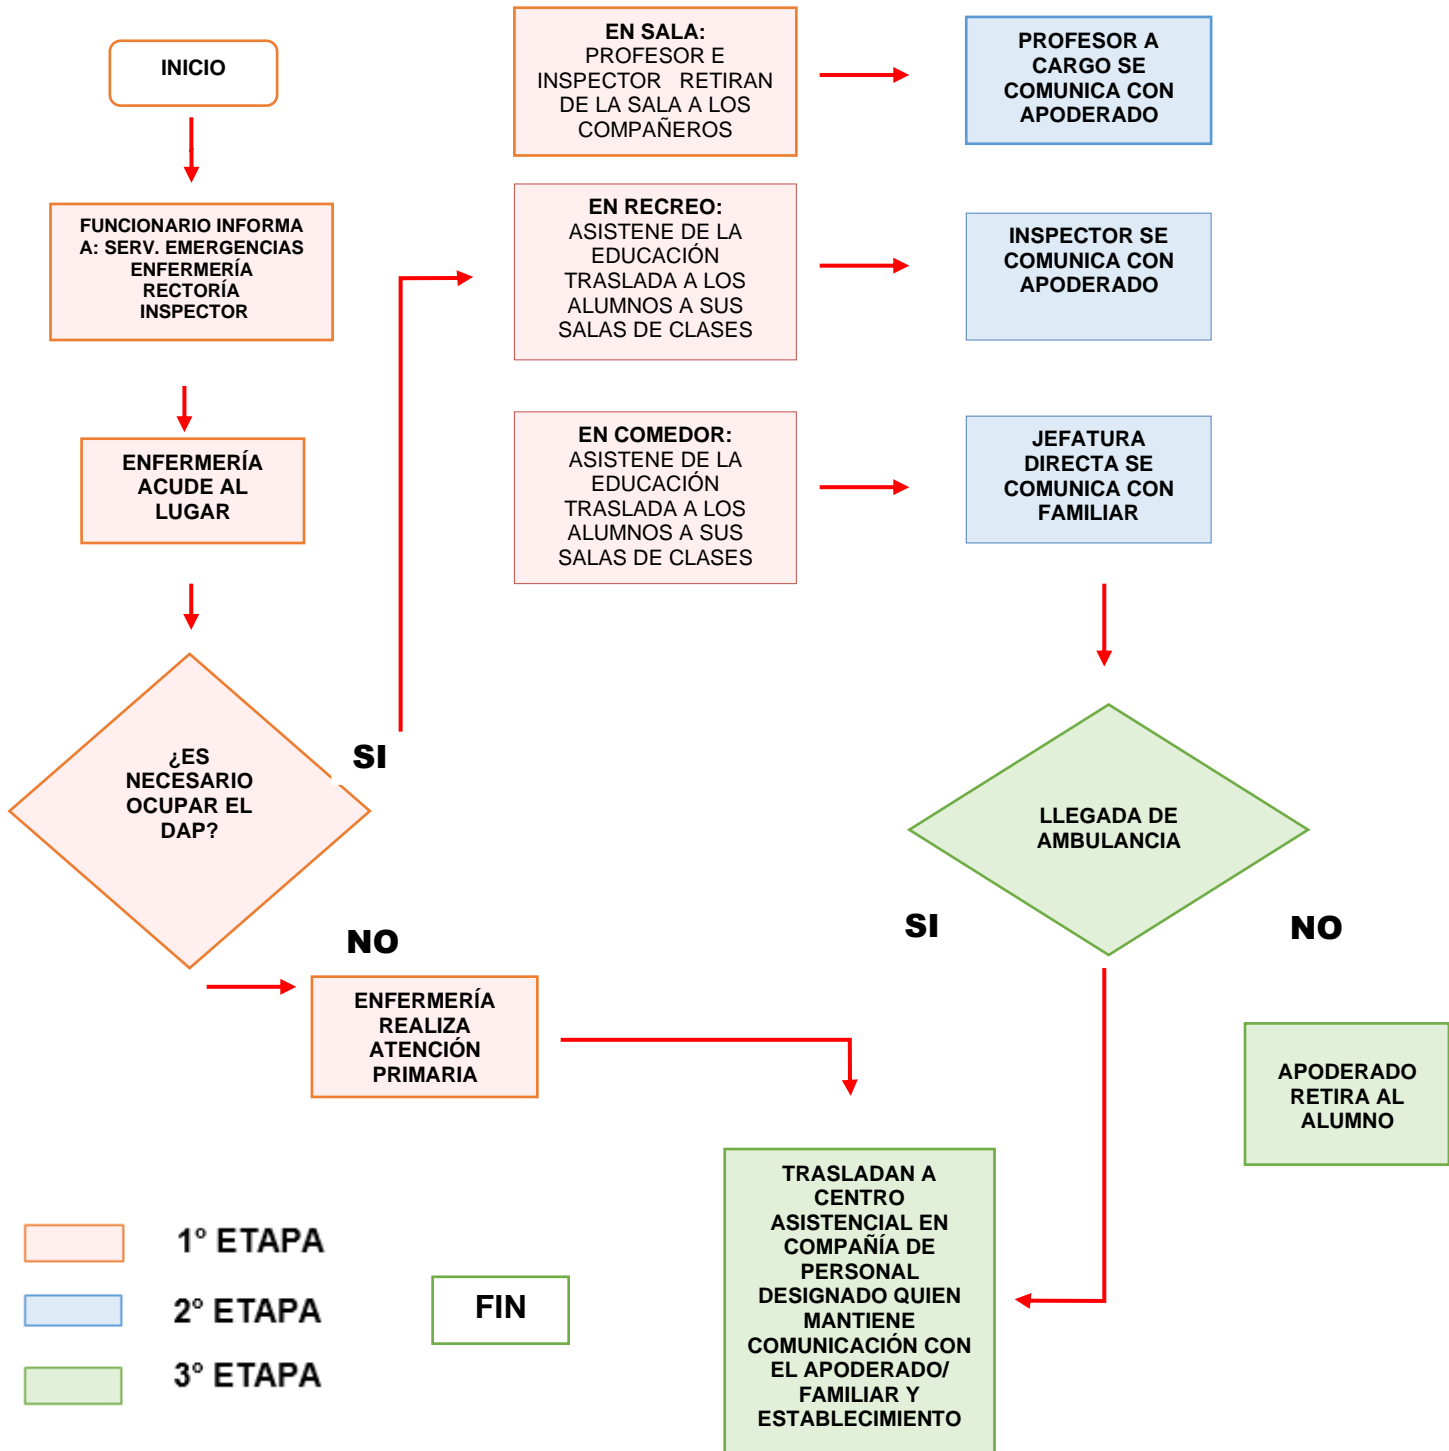 INICIO
FUNCIONARIO INFORMA
A: SERV. EMERGENCIAS
ENFERMERÍA
RECTORÍA
INSPECTOR
ENFERMERÍA
ACUDE AL
LUGAR
¿ES
NECESARIO
OCUPAR EL
DAP?
SI
NO
ENFERMERÍA
REALIZA
ATENCIÓN
PRIMARIA
EN SALA:
PROFESOR E
INSPECTOR RETIRAN
DE LA SALA A LOS
COMPAÑEROS
PROFESOR A
CARGO SE
COMUNICA CON
APODERADO
EN RECREO:
ASISTENE DE LA
EDUCACIÓN
TRASLADA A LOS
ALUMNOS A SUS
SALAS DE CLASES
INSPECTOR SE
COMUNICA CON
APODERADO
EN COMEDOR:
ASISTENE DE LA
EDUCACIÓN
TRASLADA A LOS
ALUMNOS A SUS
SALAS DE CLASES
JEFATURA
DIRECTA SE
COMUNICA CON
FAMILIAR
LLEGADA DE
AMBULANCIA
SI
NO
APODERADO
RETIRA AL
ALUMNO
TRASLADAN A
CENTRO
ASISTENCIAL EN
COMPAÑÍA DE
PERSONAL
DESIGNADO QUIEN
MANTIENE
COMUNICACIÓN CON
EL APODERADO/
FAMILIAR Y
ESTABLECIMIENTO
1° ETAPA
2° ETAPA
3° ETAPA
FIN